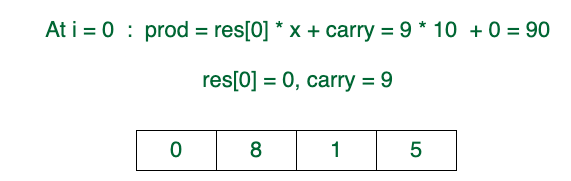 At i = 0 : prod = res[0] * x + carry = 9 * 10 + 0 = 90
res[0] = 0, carry = 9
0 8 1 5